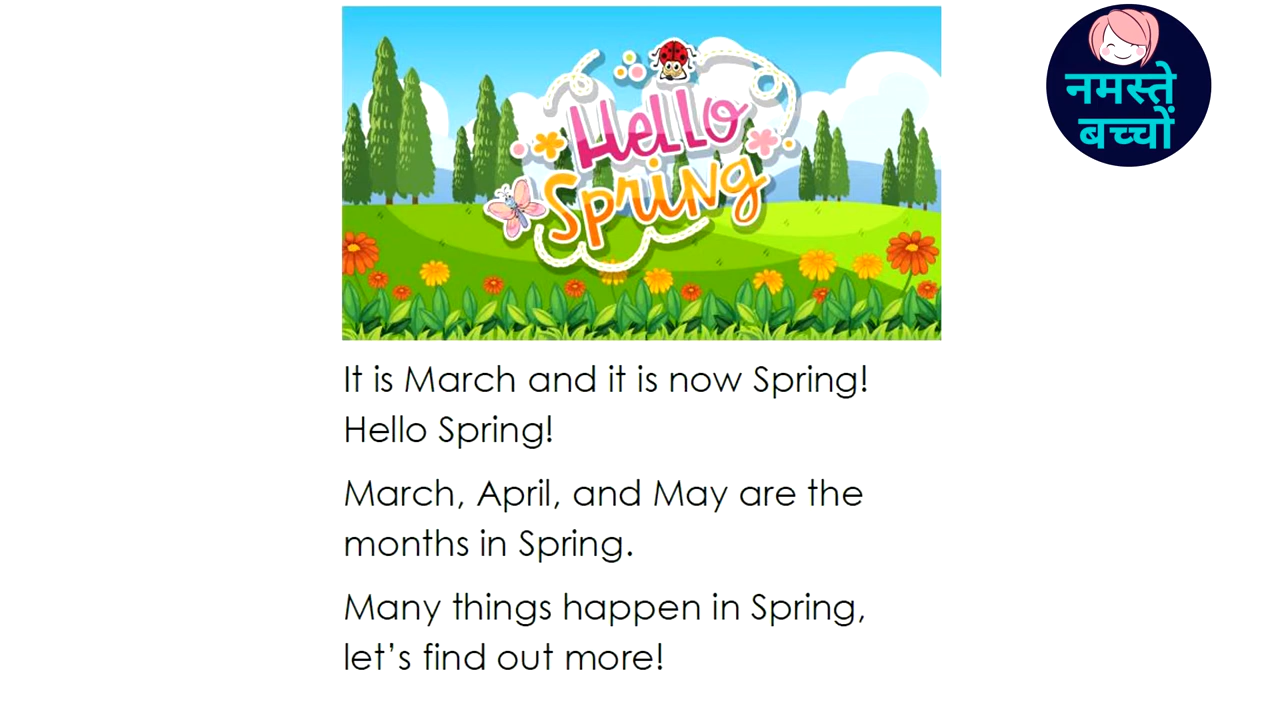 Hello
Spring
नमस्ते
बच्चों
It is March and it is now Spring!
Hello Spring!
March, April, and May are the
months in Spring.
Many things happen in Spring,
let’s find out more!